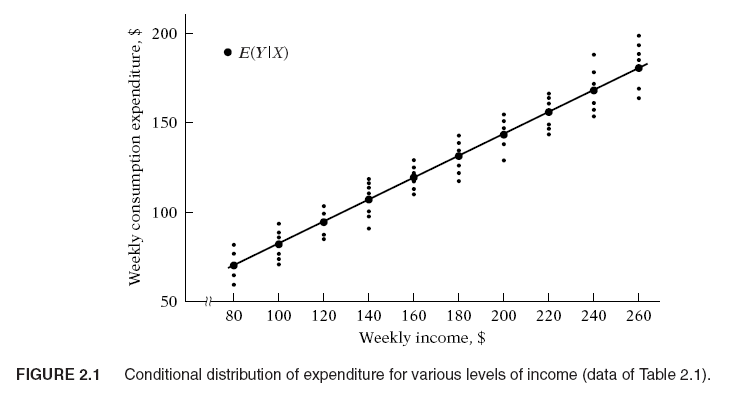 Weekly consumption expenditure, $
200
150
100
50
E(Y|X)
80 100 120 140 160 180 200 220 240 260
Weekly income, $
FIGURE 2.1 Conditional distribution of expenditure for various levels of income (data of Table 2.1).